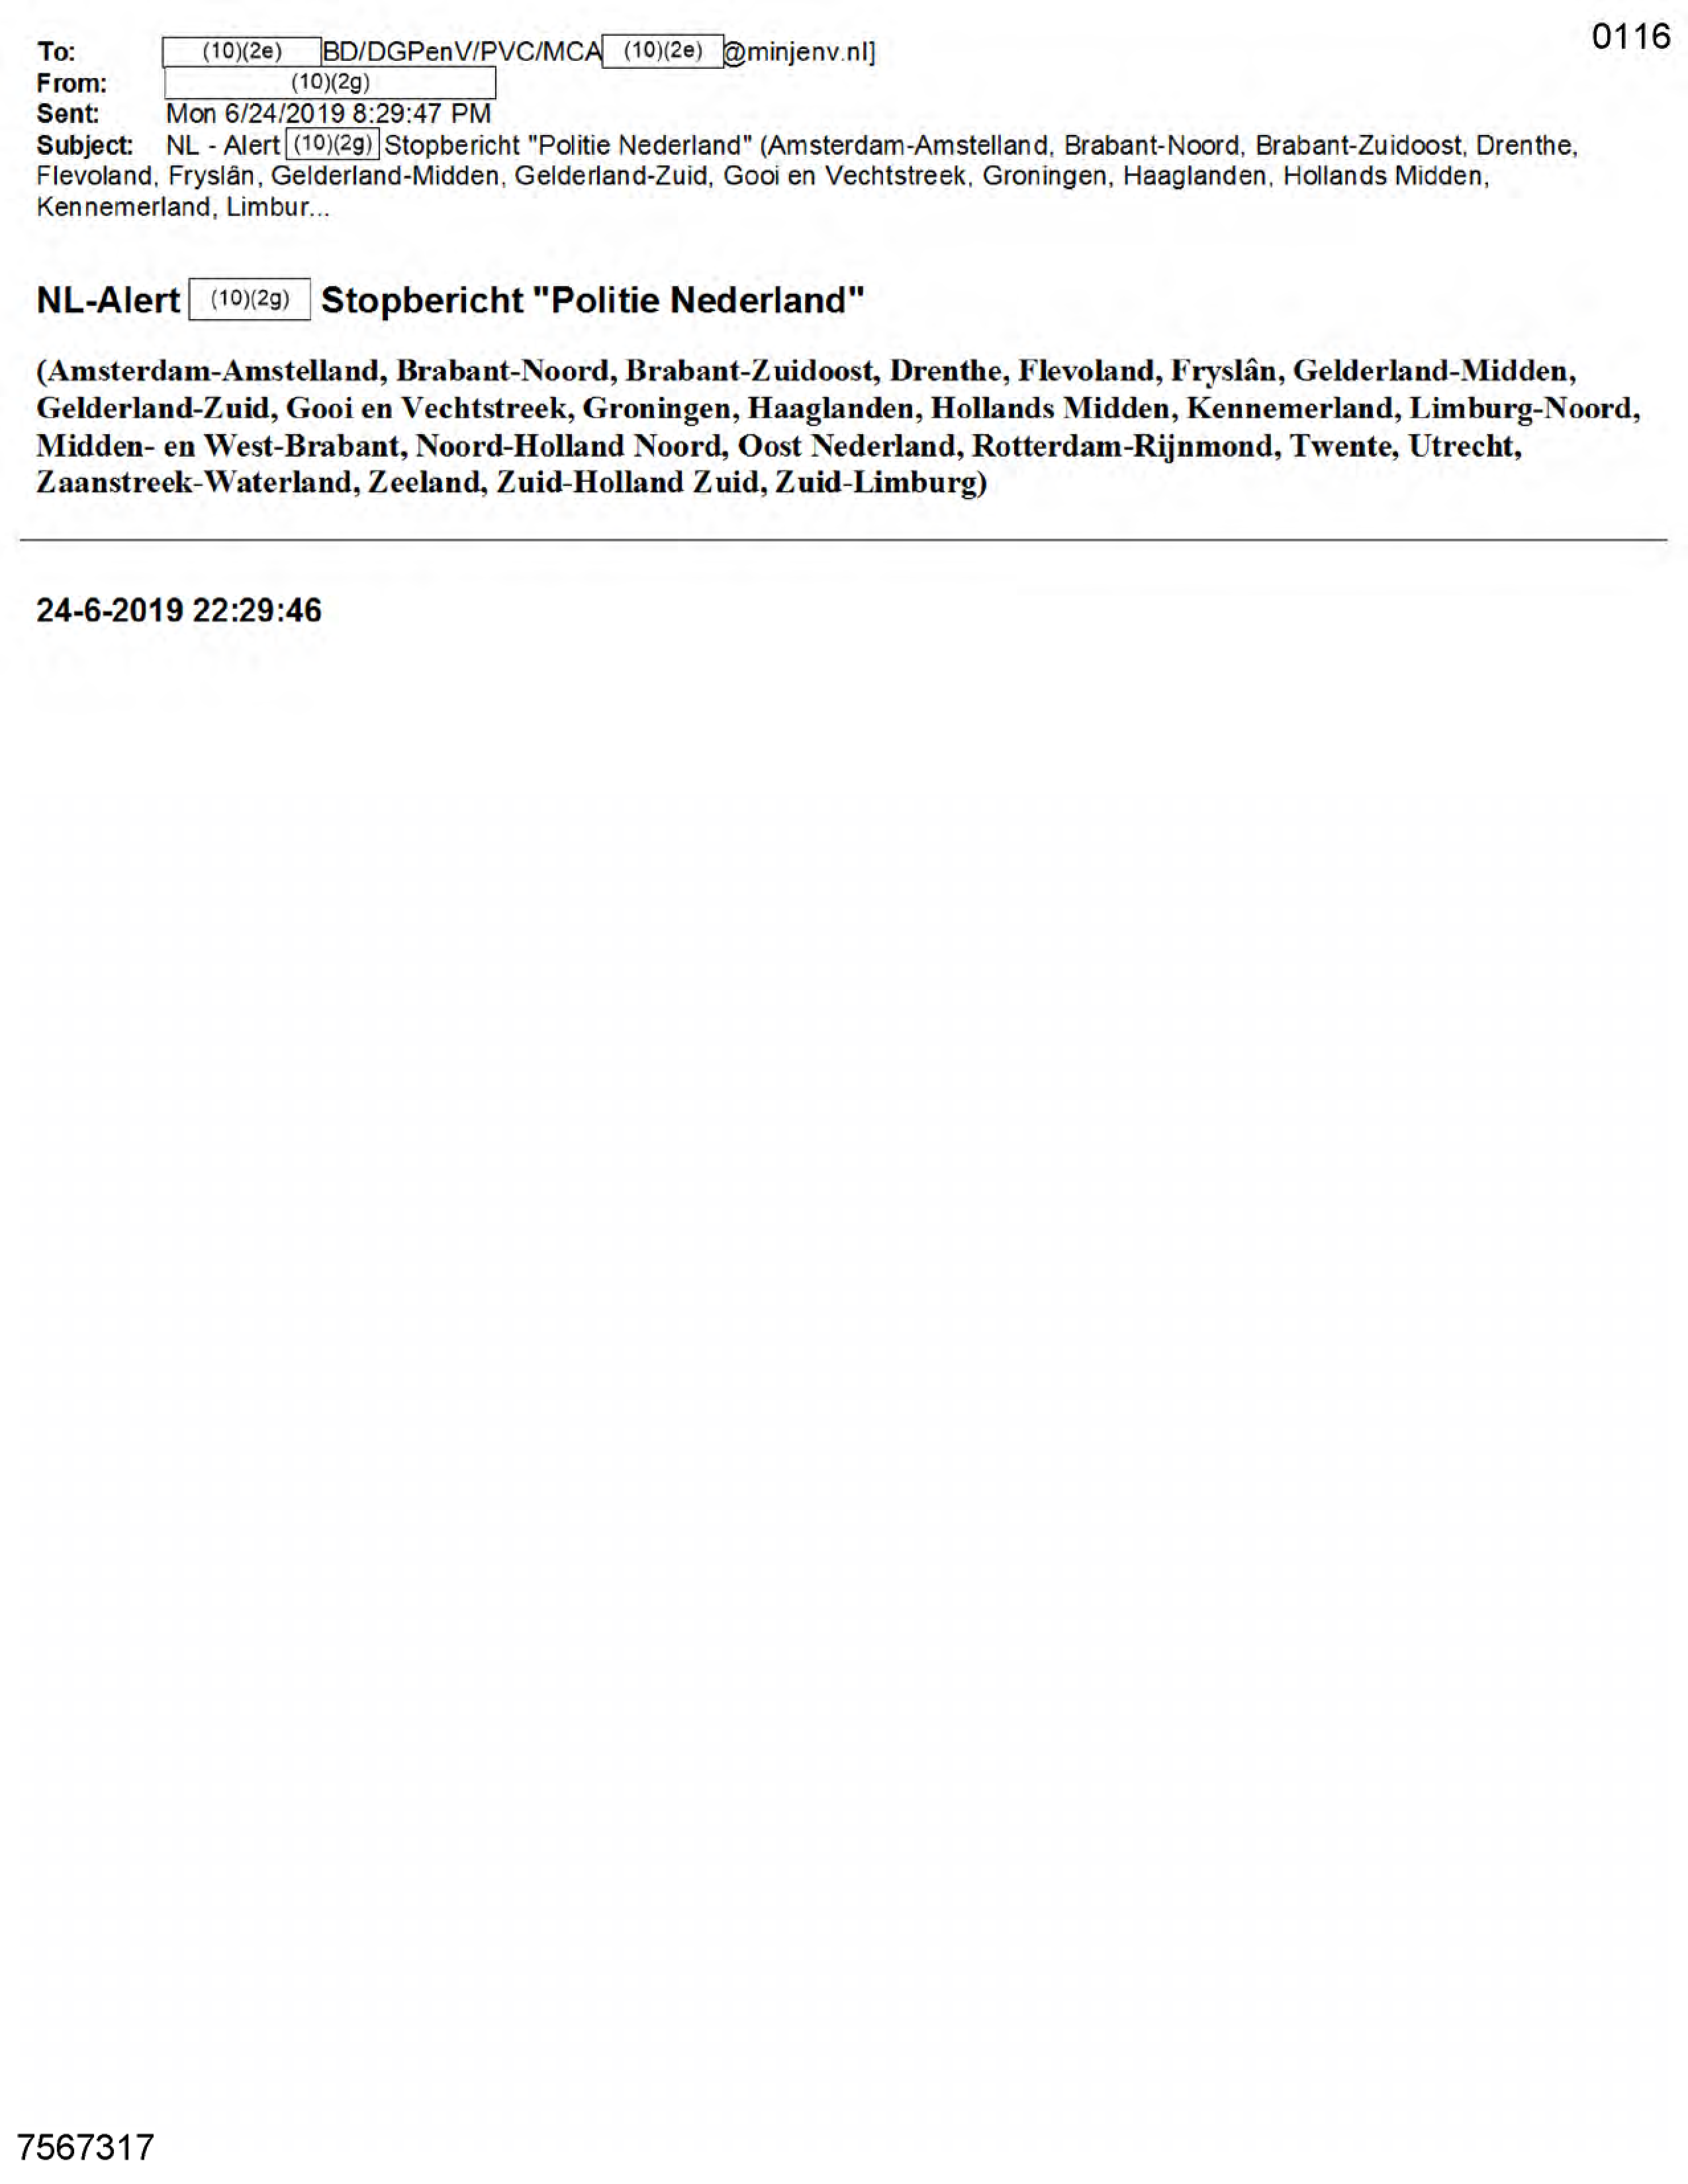 0116
To: (10)(2e) BD/DGPenV/PVC/MCA (10)(2e) @minjenv.nl]
From: (10)(2g)
Sent: Mon 6/24/2019 8:29:47 PM
Subject: NL - Alert (10)(2g) Stopbericht "Politie Nederland" (Amsterdam-Amstelland, Brabant-Noord, Brabant-Zuidoost, Drenthe,
Flevoland, Fryslân, Gelderland-Midden, Gelderland-Zuid, Gooi en Vechtstreek, Groningen, Haaglanden, Hollands Midden,
Kennemerland, Limbur...
NL-Alert (10)(2g) Stopbericht "Politie Nederland"
(Amsterdam-Amstelland, Brabant-Noord, Brabant-Zuidoost, Drenthe, Flevoland, Fryslân, Gelderland-Midden,
Gelderland-Zuid, Gooi en Vechtstreek, Groningen, Haaglanden, Hollands Midden, Kennemerland, Limburg-Noord,
Midden- en West-Brabant, Noord-Holland Noord, Oost Nederland, Rotterdam-Rijnmond, Twente, Utrecht,
Zaanstreek-Waterland, Zeeland, Zuid-Holland Zuid, Zuid-Limburg)
24-6-2019 22:29:46
7567317